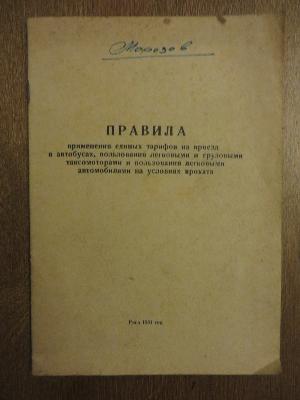 Морозов
ПРАВИЛА
применения единых тарифов на проезд
в автобусах, пользования легковыми и грузовыми
таксомоторами и пользования легковыми
автомобилями на условиях проката
Рига 1981 год